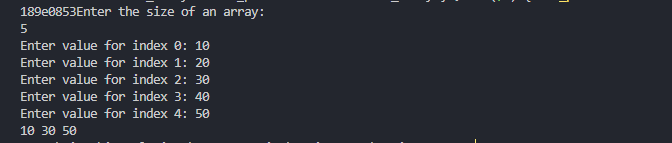 189e0853Enter the size of an array:
5
Enter value for index 0: 10
Enter value for index 1: 20
Enter value for index 2: 30
Enter value for index 3: 40
Enter value for index 4: 50
10 30 50